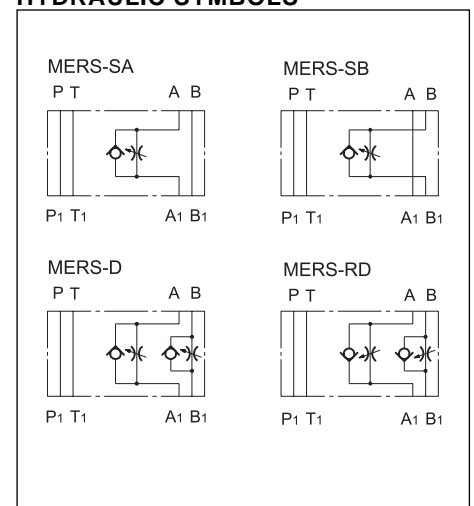 HYDRAULIC SYMBOLS
MERS-SA
P T A B
P1 T1 A1 B1
MERS-SB
P T A B
P1 T1 A1 B1
MERS-D
P T A B
P1 T1 A1 B1
MERS-RD
P T A B
P1 T1 A1 B1